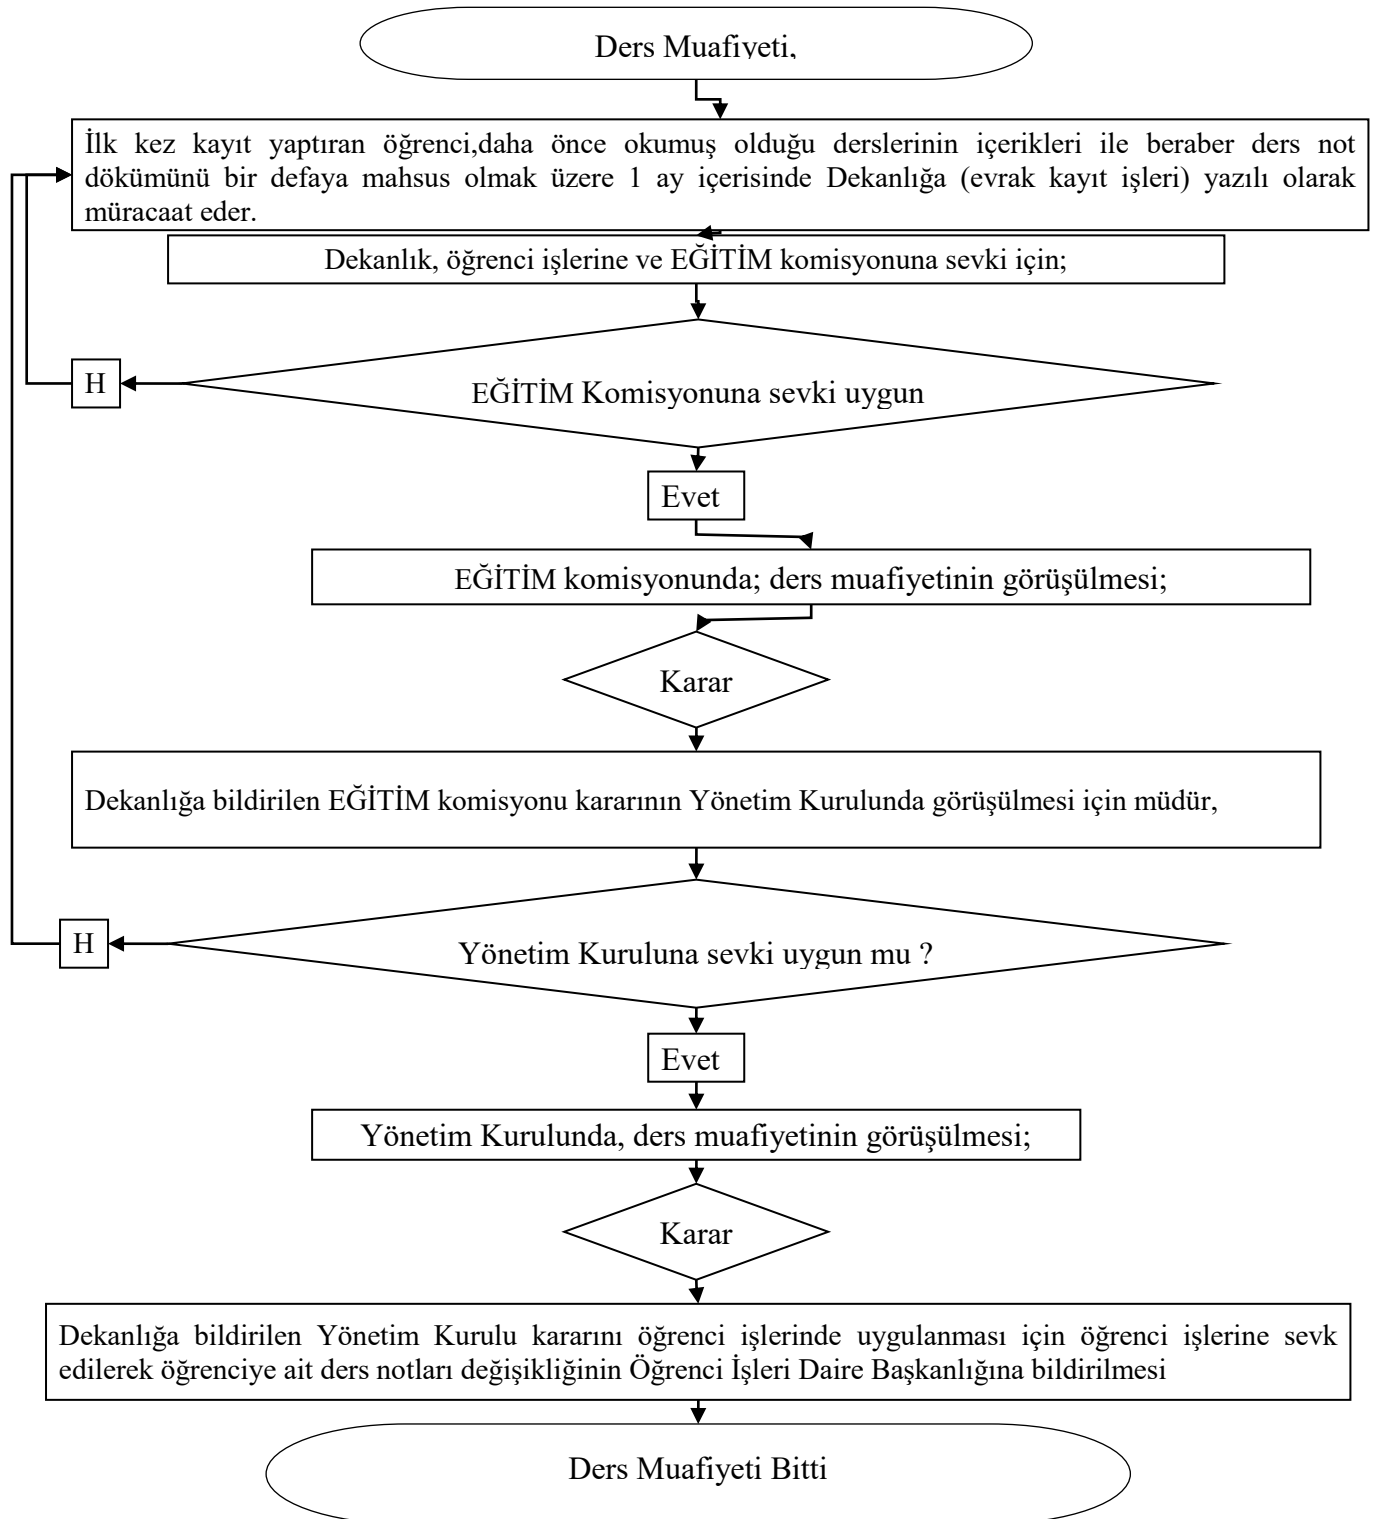 Ders Muafiyeti,
İlk kez kayıt yaptıran öğrenci,daha önce okumuş olduğu derslerinin içerikleri ile beraber ders not
dökümünü bir defaya mahsus olmak üzere 1 ay içerisinde Dekanlığa (evrak kayıt işleri) yazılı olarak
müracaat eder.
Dekanlık, öğrenci işlerine ve EĞİTİM komisyonuna sevki için;
H
EĞİTİM Komisyonuna sevki uygun
Evet
EĞİTİM komisyonunda; ders muafiyetinin görüşülmesi;
Karar
Dekanlığa bildirilen EĞİTİM komisyonu kararının Yönetim Kurulunda görüşülmesi için müdür,
H
Yönetim Kuruluna sevki uygun mu ?
Evet
Yönetim Kurulunda, ders muafiyetinin görüşülmesi;
Karar
Dekanlığa bildirilen Yönetim Kurulu kararını öğrenci işlerinde uygulanması için öğrenci işlerine sevk
edilerek öğrenciye ait ders notları değişikliğinin Öğrenci İşleri Daire Başkanlığına bildirilmesi
Ders Muafiyeti Bitti